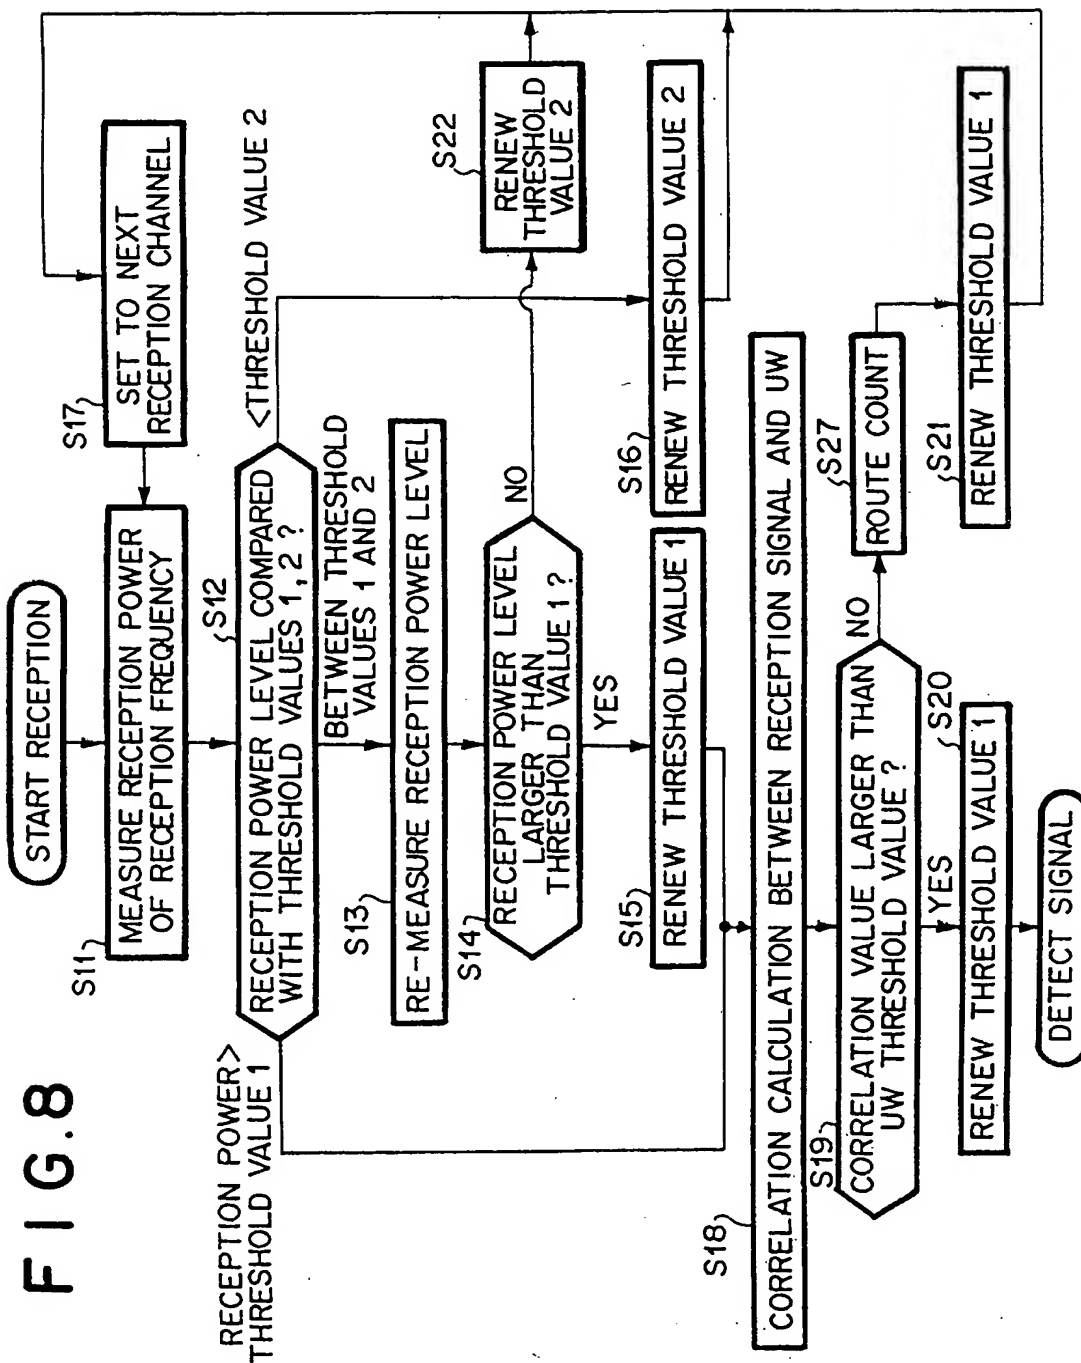 FIG.8
START RECEPTION
S11
MEASURE RECEPTION POWER
OF RECEPTION FREQUENCY
S17
SET TO NEXT
RECEPTION CHANNEL
S12
RECEPTION POWER LEVEL COMPARED
WITH THRESHOLD VALUES 1, 2 ?
RECEPTION POWER>
THRESHOLD VALUE 1
<THRESHOLD VALUE 2
BETWEEN THRESHOLD
VALUES 1 AND 2
S13
RE-MEASURE RECEPTION POWER LEVEL
S14
RECEPTION POWER LEVEL
LARGER THAN
THRESHOLD VALUE 1 ?
NO
YES
S22
RENEW
THRESHOLD
VALUE 2
S15
RENEW THRESHOLD VALUE 1
S16
RENEW THRESHOLD VALUE 2
S18
CORRELATION CALCULATION BETWEEN RECEPTION SIGNAL AND UW
S19
CORRELATION VALUE LARGER THAN
UW THRESHOLD VALUE ?
NO
YES
S27
ROUTE COUNT
S20
RENEW THRESHOLD VALUE 1
S21
RENEW THRESHOLD VALUE 1
DETECT SIGNAL